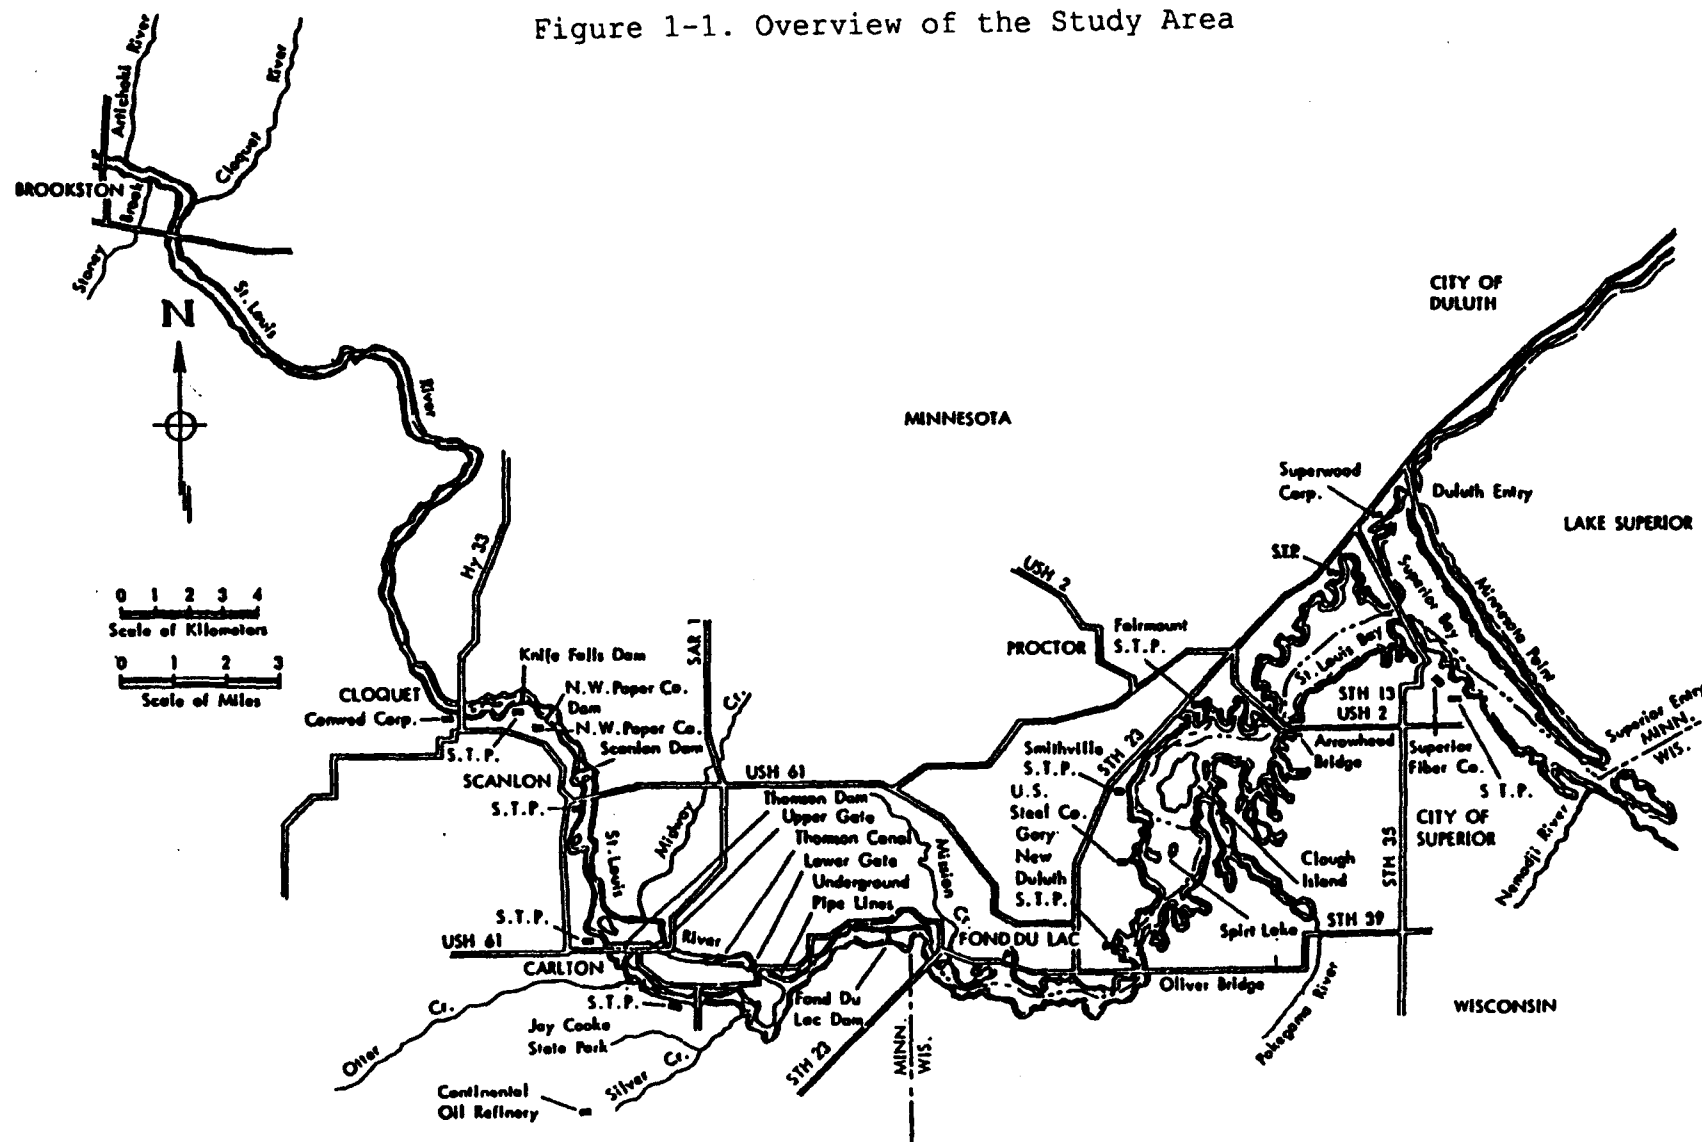 Figure 1-1. Overview of the Study Area
Artichoki River
Cloquer River
BROOKSTON
Brook
Stoney
St. Louis
River
N
CITY OF
DULUTH
MINNESOTA
Superwood
Corp.
Duluth Entry
LAKE SUPERIOR
S.T.P.
Superior Bay
Minnesota Point
St. Louis Bay
Hy 33
0 1 2 3 4
Scale of Kilometers
0 1 2 3
Scale of Miles
USH 2
PROCTOR
Fairmount
S.T.P.
SAR 1
Cr.
Knife Falls Dam
N.W. Paper Co.
Dam
N.W. Paper Co.
Scanlon Dam
CLOQUET
Conwed Corp.
S.T.P.
SCANLON
S.T.P.
STH 13
USH 2
Superior Entry
MINN.
WIS.
Arrowhead
Bridge
Superior
Fiber Co.
S T.P.
CITY OF
SUPERIOR
Nemadji River
STH 23
Smithville
S.T.P.
U.S.
Steel Co.
Gary
New
Duluth
S.T.P.
USH 61
Thomson Dam
Upper Gate
Thomson Canal
Lower Gate
Underground
Pipe Lines
Midway
St. Louis
River
Mission
Cr.
Clough
Island
STH 35
Spirt Lake
STH 39
S.T.P.
USH 61
CARLTON
FOND DU LAC
Oliver Bridge
WISCONSIN
Pokegama River
S.T.P.
Fond Du
Lac Dam
Jay Cooke
State Park
Otter Cr.
Silver Cr.
STH 23
MINN.
WIS.
Continental
Oil Refinery